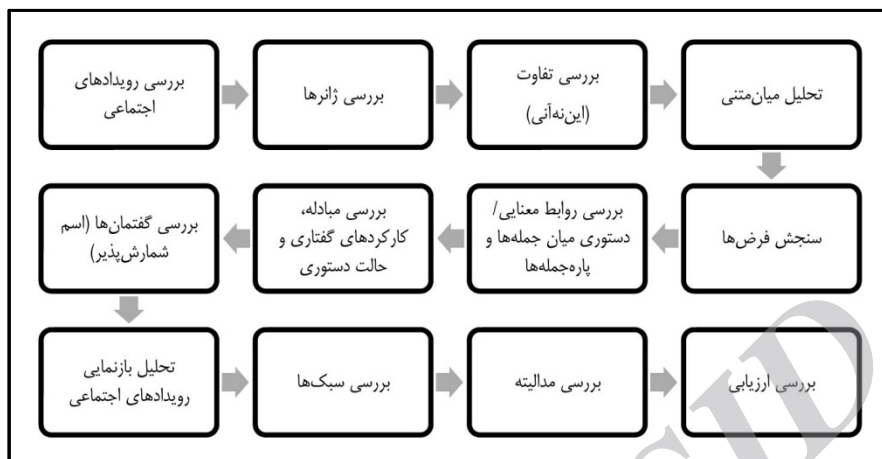 بررسی رویدادهای
اجتماعی
بررسی ژانرها
بررسی تفاوت
(این‌نه‌آنی)
تحلیل میان‌متنی
سنجش فرض‌ها
بررسی روابط معنایی/
دستوری میان جمله‌ها و
پاره‌جمله‌ها
بررسی مبادله،
کارکردهای گفتاری و
حالت دستوری
بررسی گفتمان‌ها (اسم
شمارش‌پذیر)
تحلیل بازنمایی
رویدادهای اجتماعی
بررسی سبک‌ها
بررسی مدالیته
بررسی ارزیابی